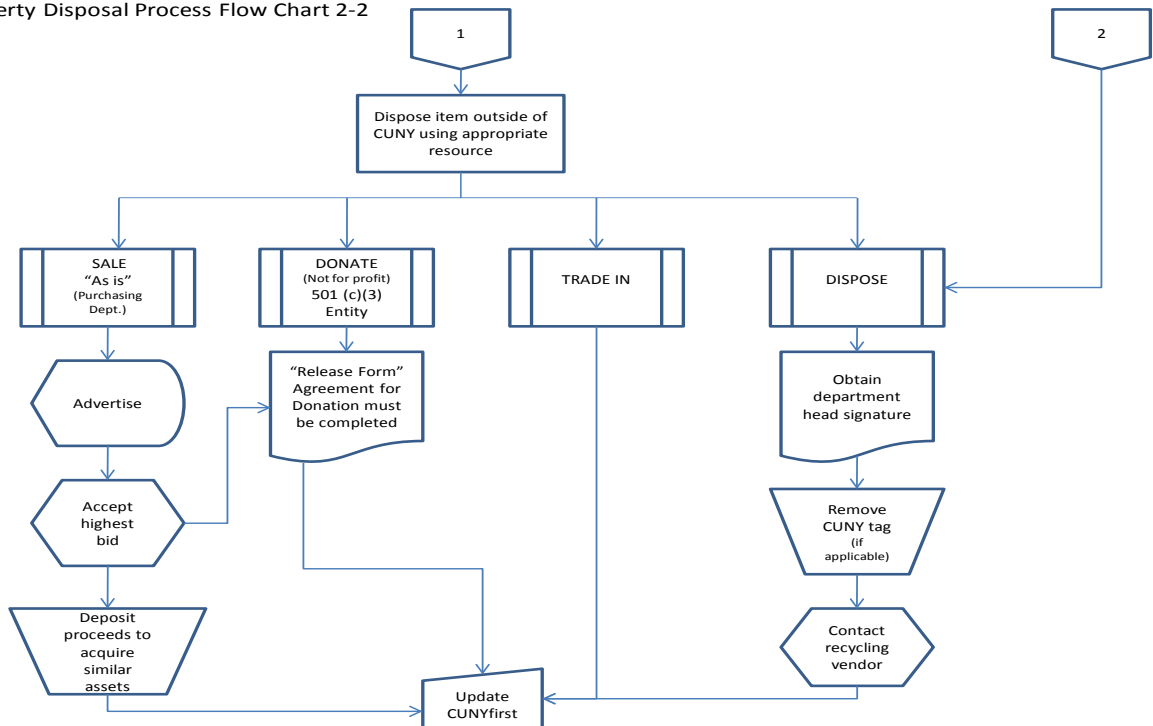 erty Disposal Process Flow Chart 2-2
1
2
Dispose item outside of
CUNY using appropriate
resource
SALE
“As is”
(Purchasing
Dept.)
DONATE
(Not for profit)
501 (c)(3)
Entity
TRADE IN
DISPOSE
Advertise
“Release Form”
Agreement for
Donation must
be completed
Obtain
department
head signature
Accept
highest
bid
Remove
CUNY tag
(if
applicable)
Deposit
proceeds to
acquire
similar
assets
Contact
recycling
vendor
Update
CUNYfirst